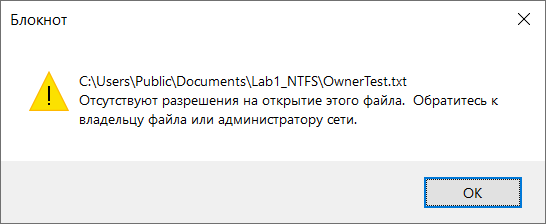 Блокнот
C:\Users\Public\Documents\Lab1_NTFS\OwnerTest.txt
Отсутствуют разрешения на открытие этого файла.  Обратитесь к
владельцу файла или администратору сети.
ОК